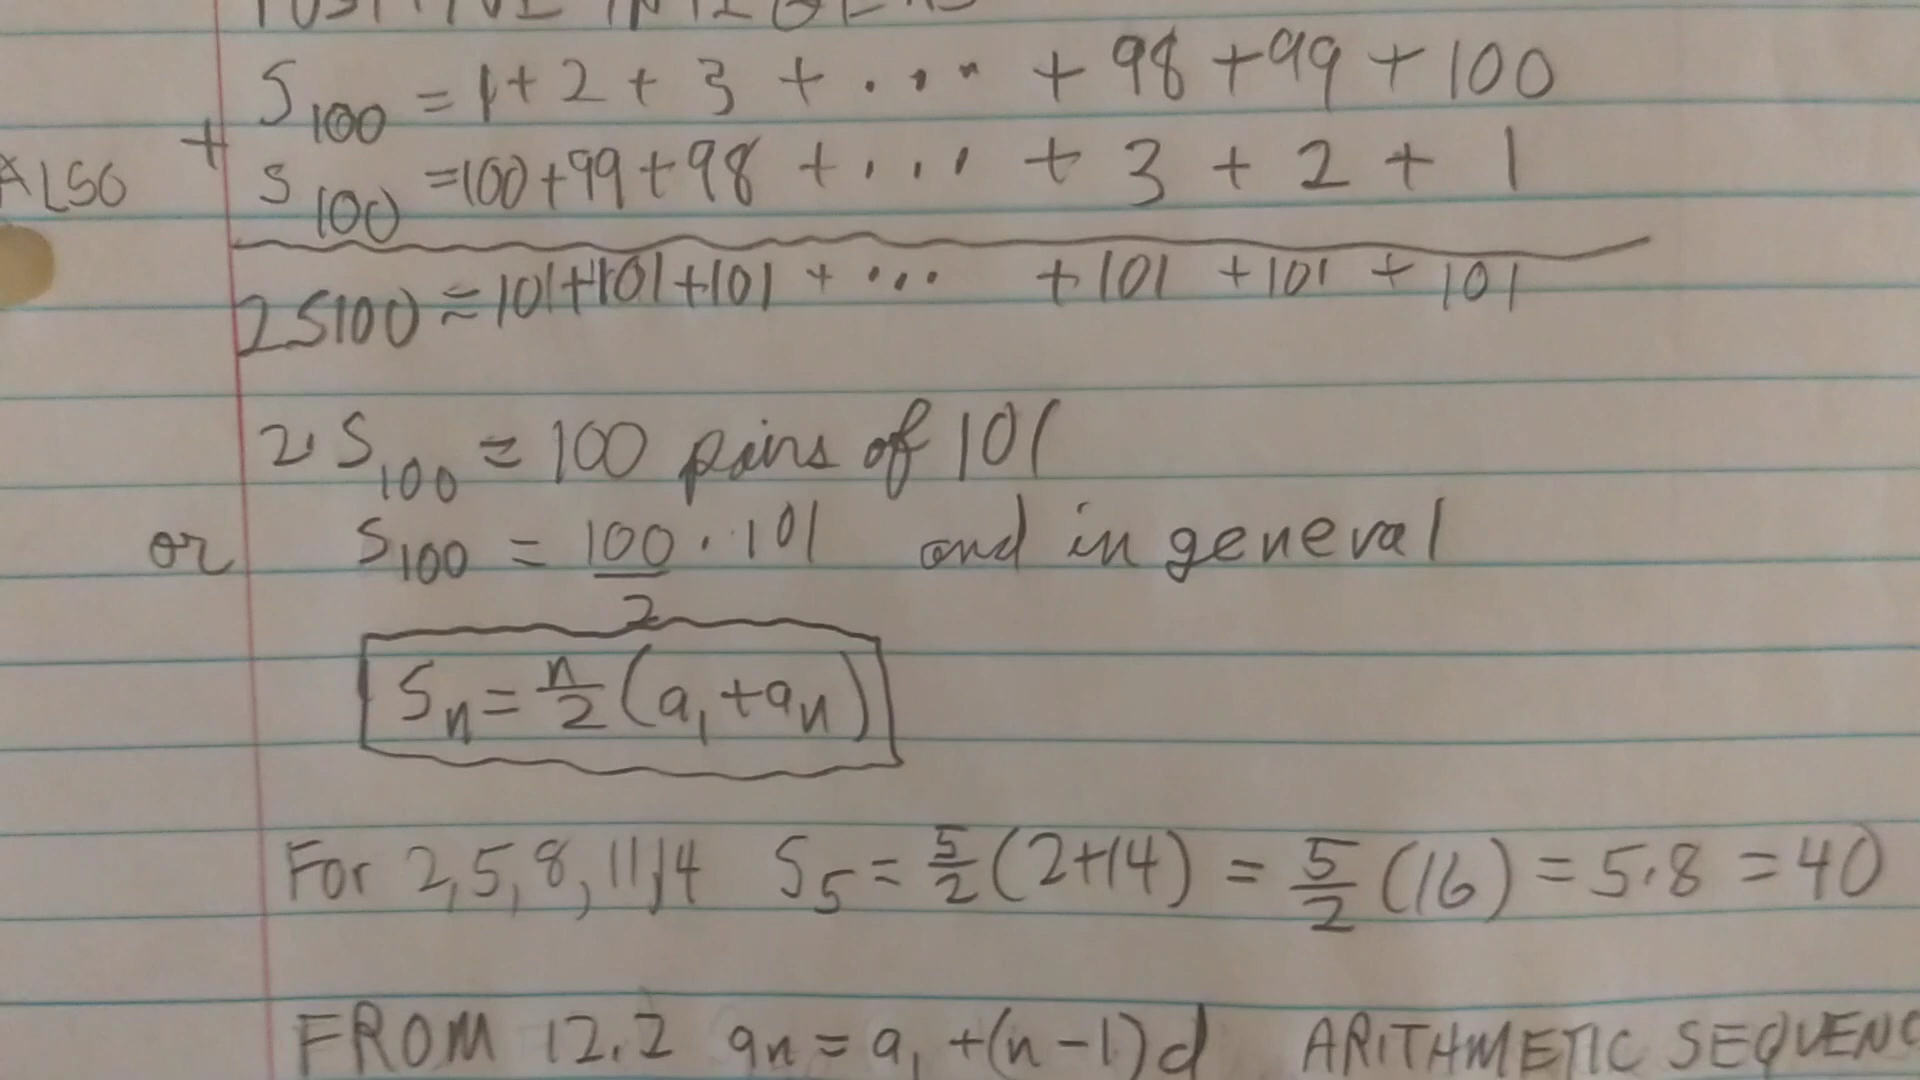 POSITIVE INTEGERS
S100 = 1 + 2 + 3 + ... + 98 + 99 + 100
ALSO + S100 = 100 + 99 + 98 + ... + 3 + 2 + 1
2S100 = 101 + 101 + 101 + ... + 101 + 101 + 101
2·S100 = 100 pairs of 101
or S100 = 100/2 · 101 and in general
Sn = n/2 (a1 + an)
For 2, 5, 8, 11, 14 S5 = 5/2 (2+14) = 5/2 (16) = 5·8 = 40
FROM 12.2 an = a1 + (n-1)d ARITHMETIC SEQUENC